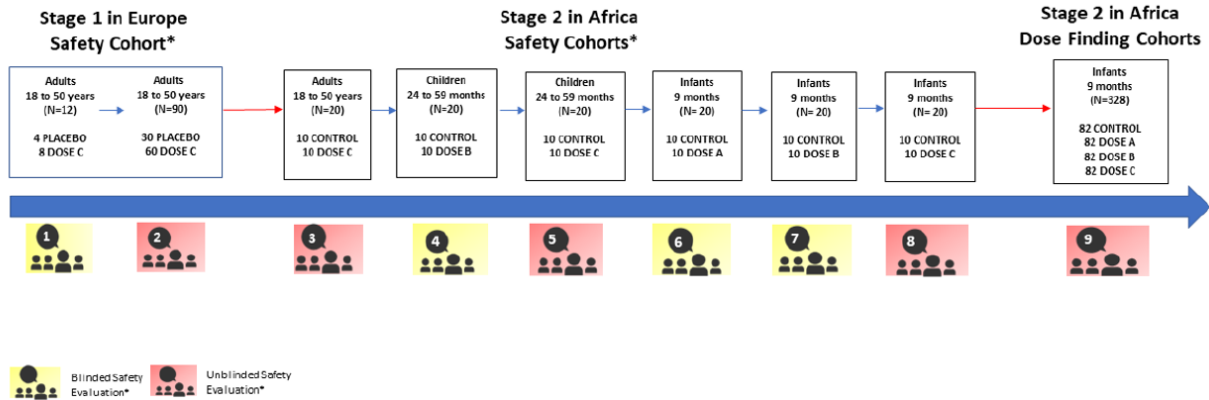 Stage 1 in Europe
Safety Cohort*
Stage 2 in Africa
Safety Cohorts*
Stage 2 in Africa
Dose Finding Cohorts
Adults
18 to 50 years
(N=12)
4 PLACEBO
8 DOSE C
Adults
18 to 50 years
(N=90)
30 PLACEBO
60 DOSE C
Adults
18 to 50 years
(N=20)
10 CONTROL
10 DOSE C
Children
24 to 59 months
(N=20)
10 CONTROL
10 DOSE B
Children
24 to 59 months
(N=20)
10 CONTROL
10 DOSE C
Infants
9 months
(N= 20)
10 CONTROL
10 DOSE A
Infants
9 months
(N= 20)
10 CONTROL
10 DOSE B
Infants
9 months
(N= 20)
10 CONTROL
10 DOSE C
Infants
9 months
(N=328)
82 CONTROL
82 DOSE A
82 DOSE B
82 DOSE C
1
2
3
4
5
6
7
8
9
Blinded Safety
Evaluation*
Unblinded Safety
Evaluation*